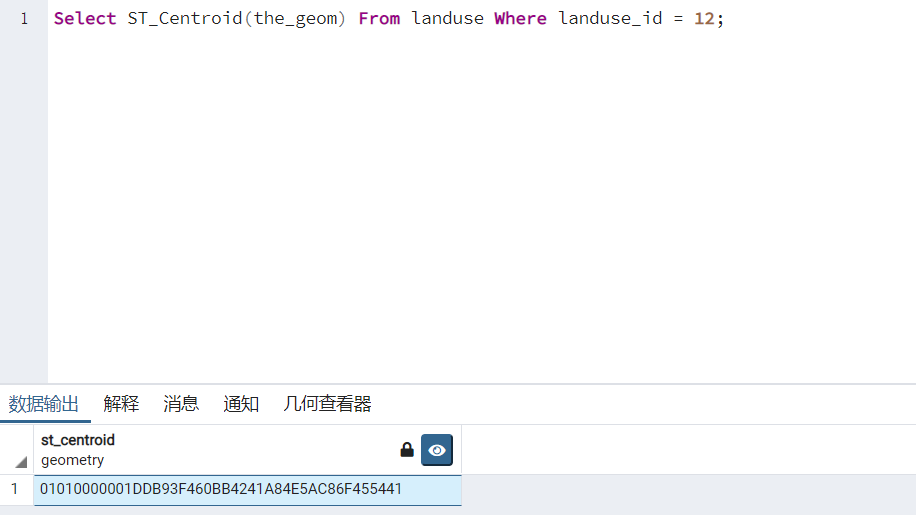 1 Select ST_Centroid(the_geom) From landuse Where landuse_id = 12;
数据输出 解释 消息 通知 几何查看器
st_centroid
geometry
1 01010000001DDB93F460BB4241A84E5AC86F455441